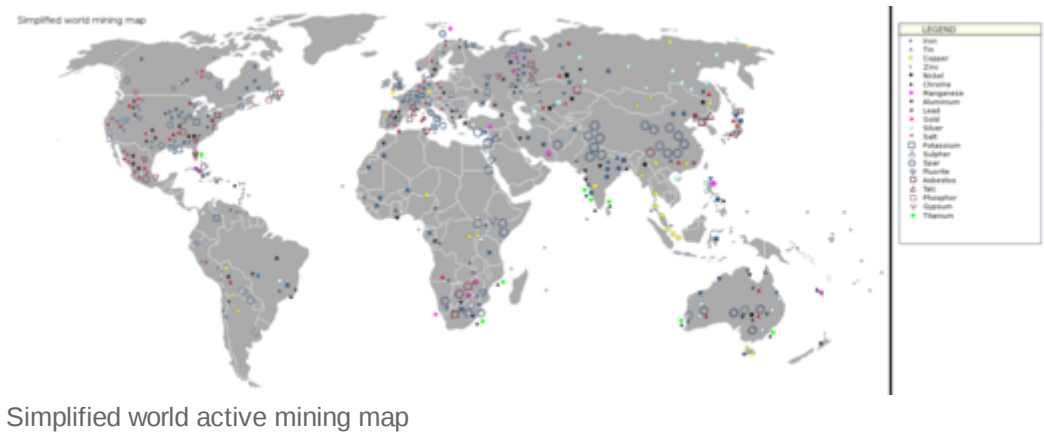 Simplified world mining map
LEGEND
Iron
Tin
Copper
Zinc
Nickel
Chrome
Manganese
Aluminium
Lead
Gold
Silver
Salt
Potassium
Sulpher
Spar
Fluorite
Asbestos
Talc
Phosphor
Gypsum
Titanium
Simplified world active mining map